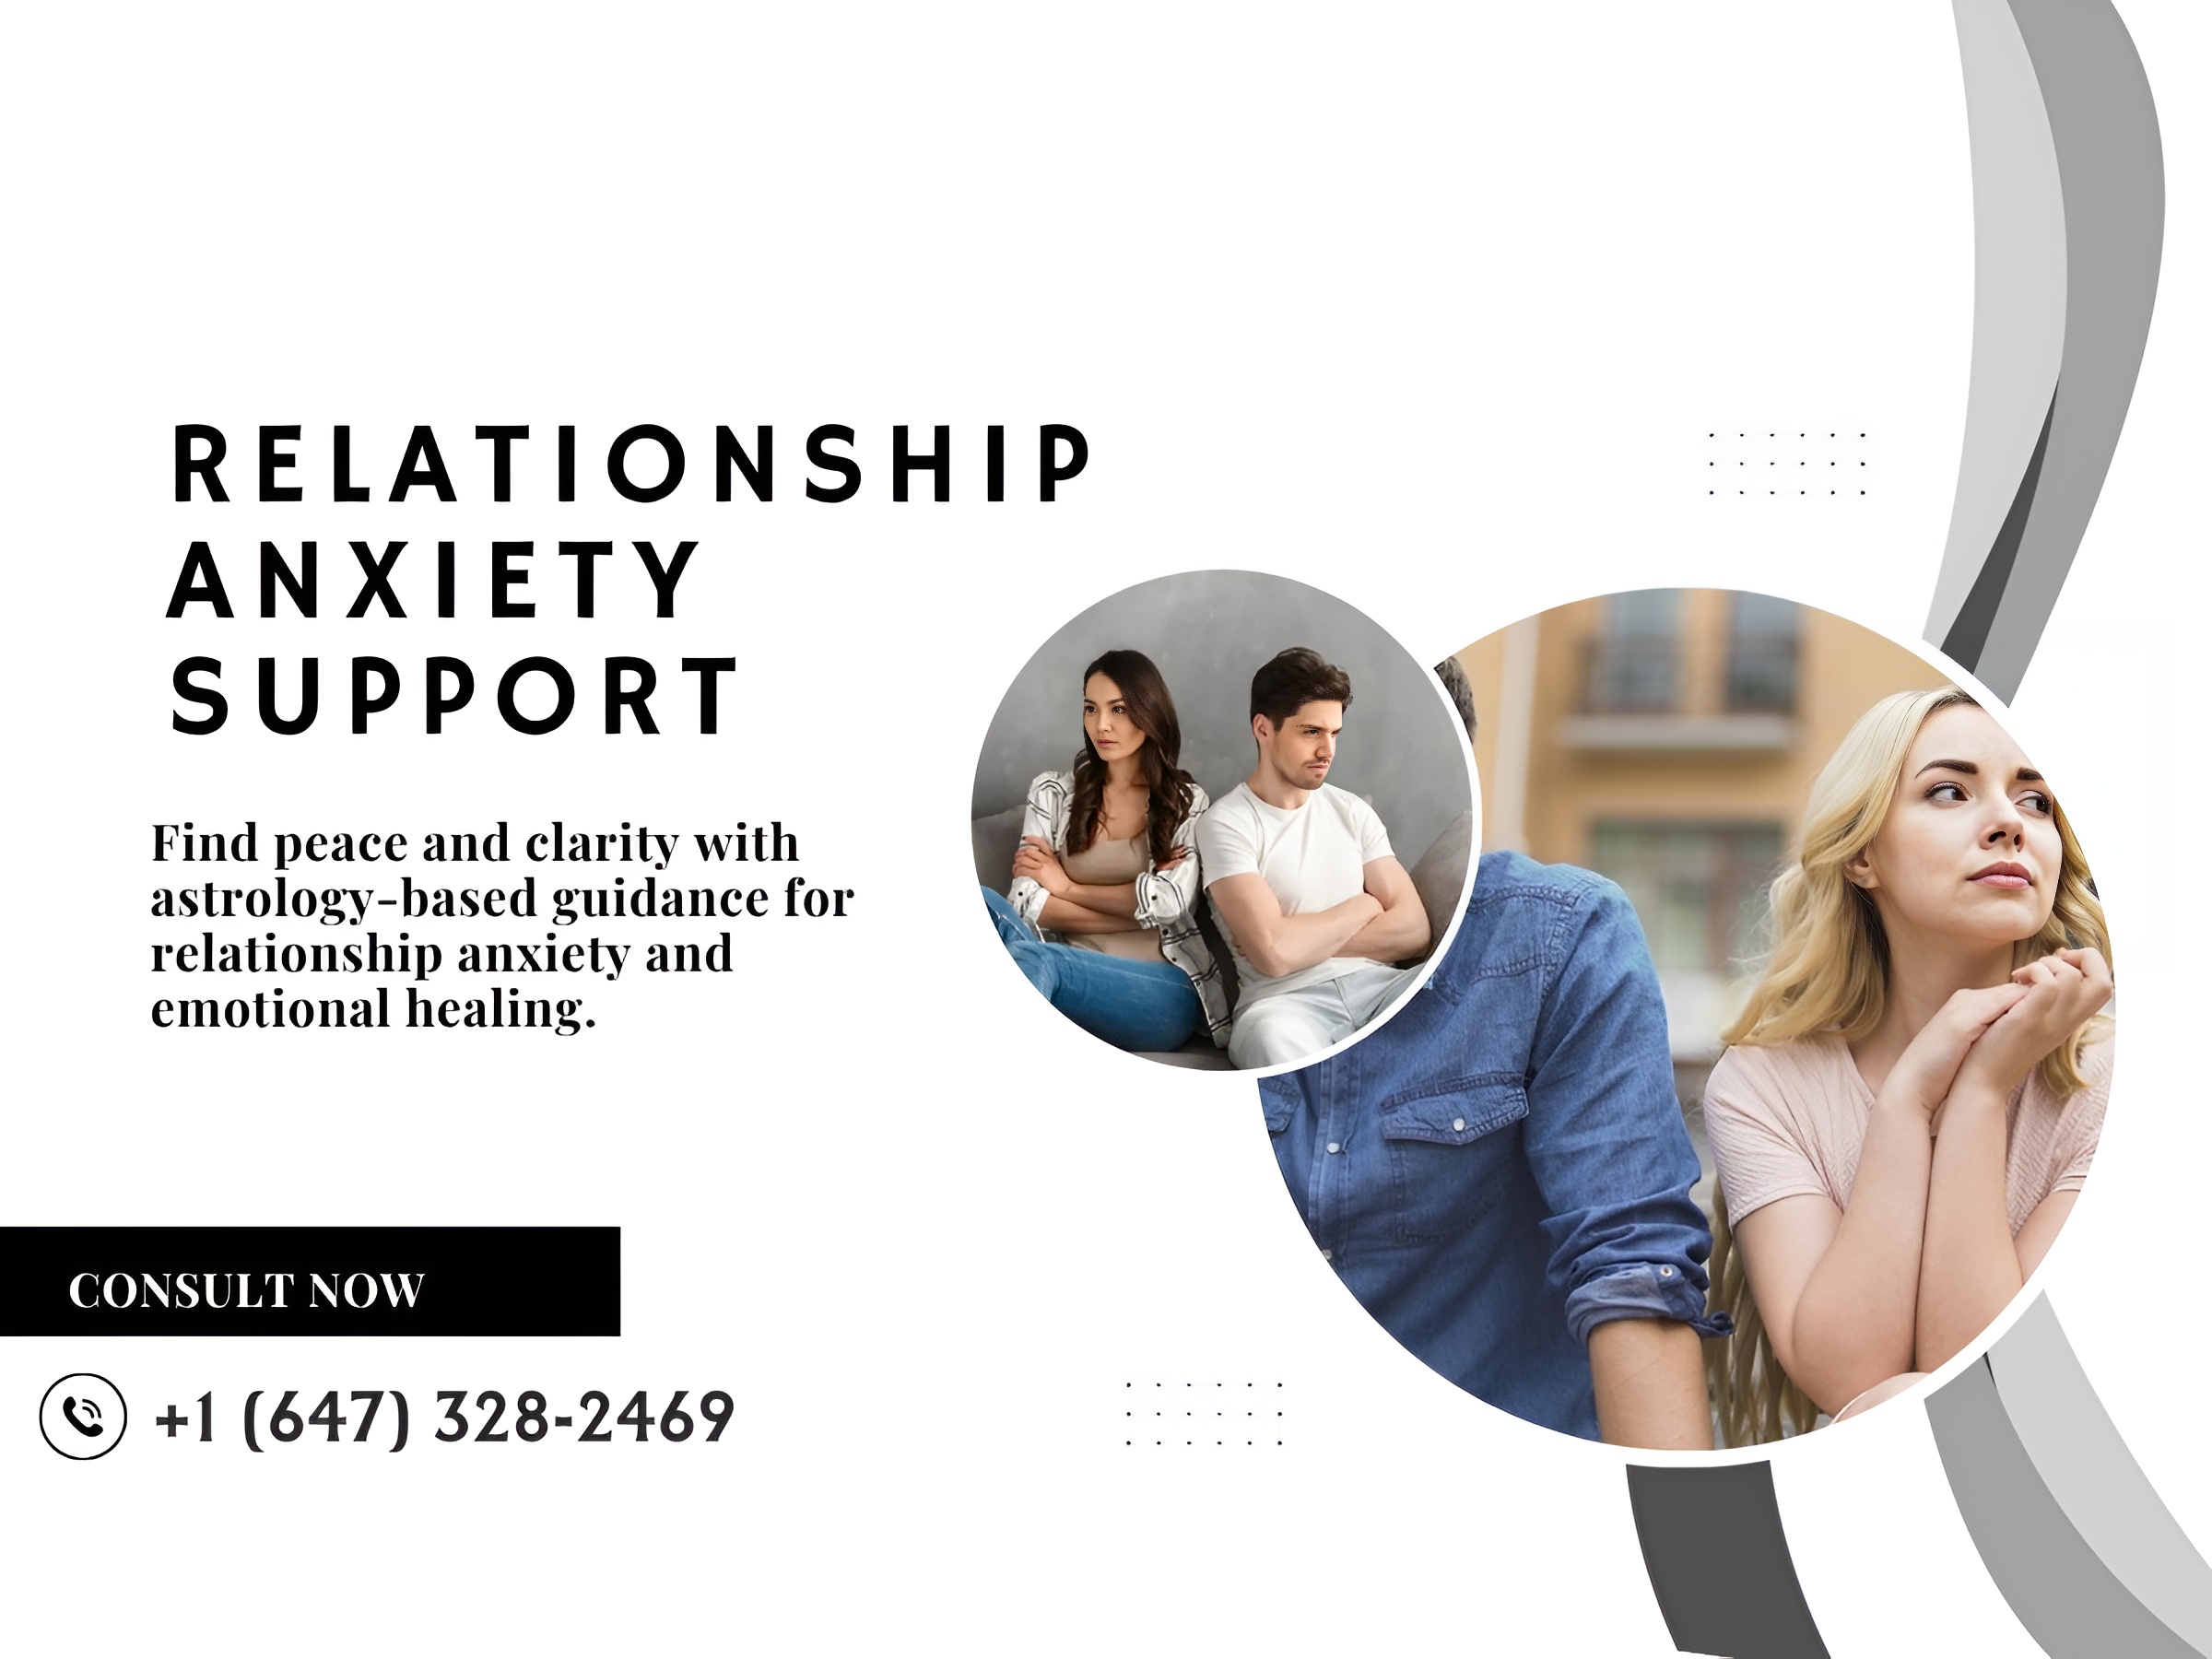 RELATIONSHIP
ANXIETY
SUPPORT
Find peace and clarity with
astrology-based guidance for
relationship anxiety and
emotional healing.
CONSULT NOW
+1 (647) 328-2469